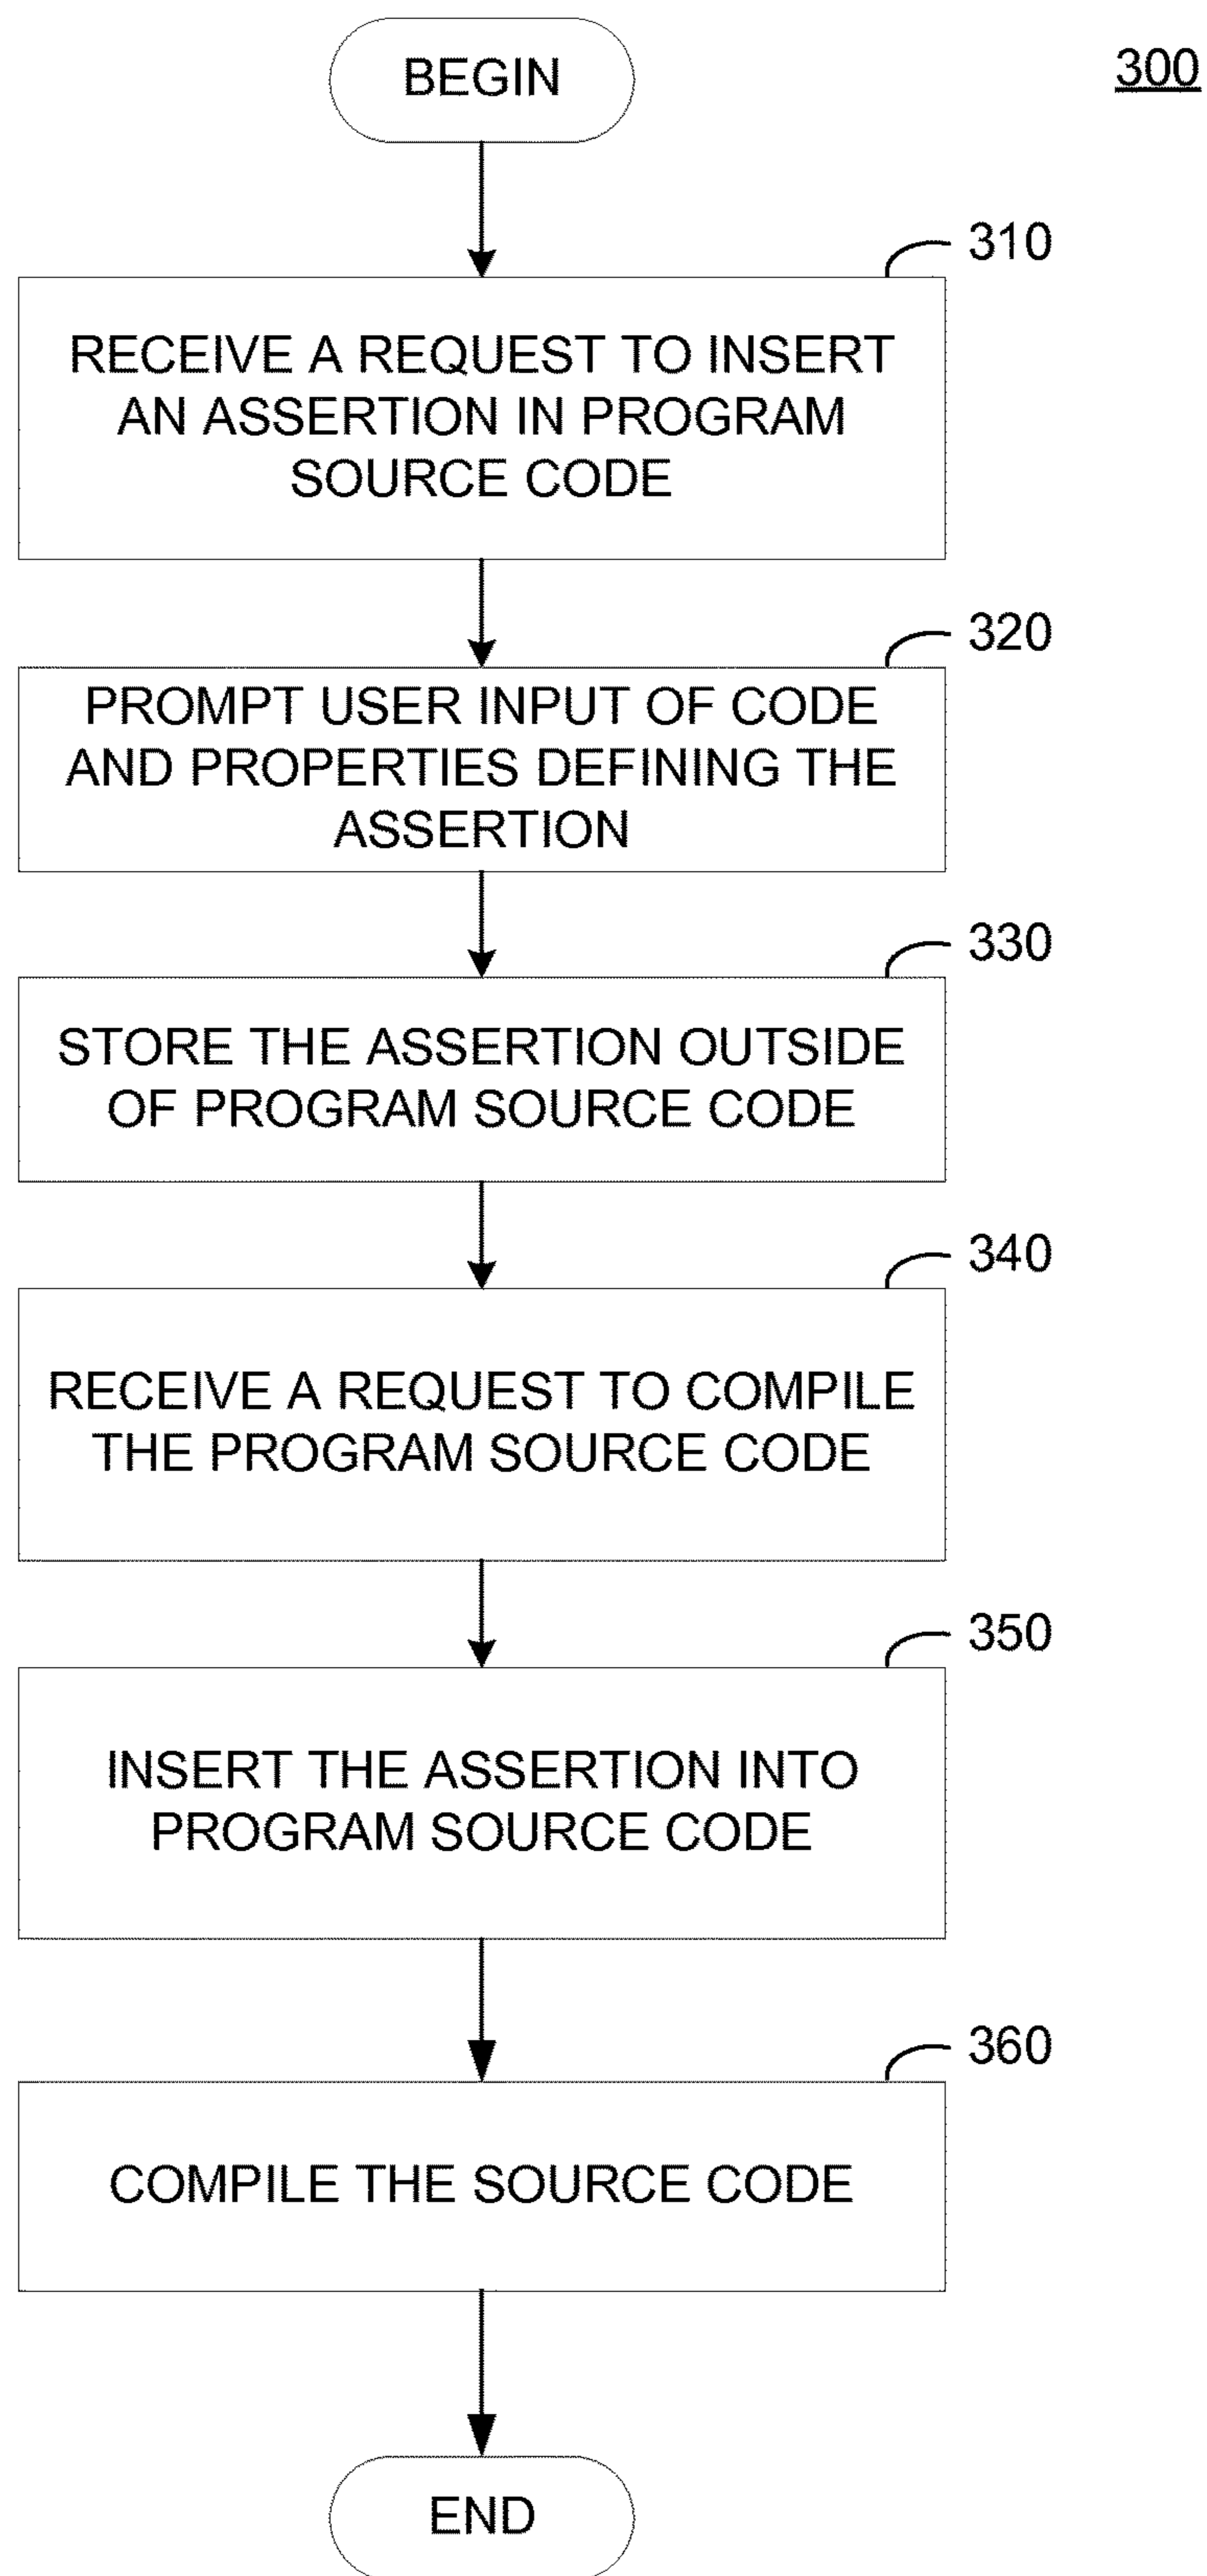 BEGIN
300
310
RECEIVE A REQUEST TO INSERT
AN ASSERTION IN PROGRAM
SOURCE CODE
320
PROMPT USER INPUT OF CODE
AND PROPERTIES DEFINING THE
ASSERTION
330
STORE THE ASSERTION OUTSIDE
OF PROGRAM SOURCE CODE
340
RECEIVE A REQUEST TO COMPILE
THE PROGRAM SOURCE CODE
350
INSERT THE ASSERTION INTO
PROGRAM SOURCE CODE
360
COMPILE THE SOURCE CODE
END